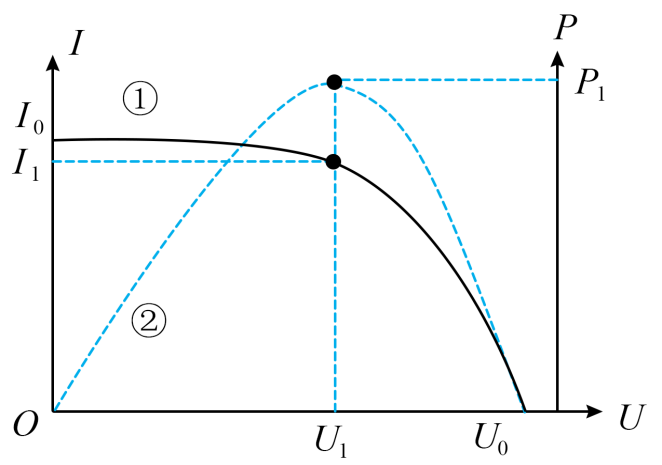 I
P
①
P₁
I₀
I₁
②
O
U₁
U₀
U